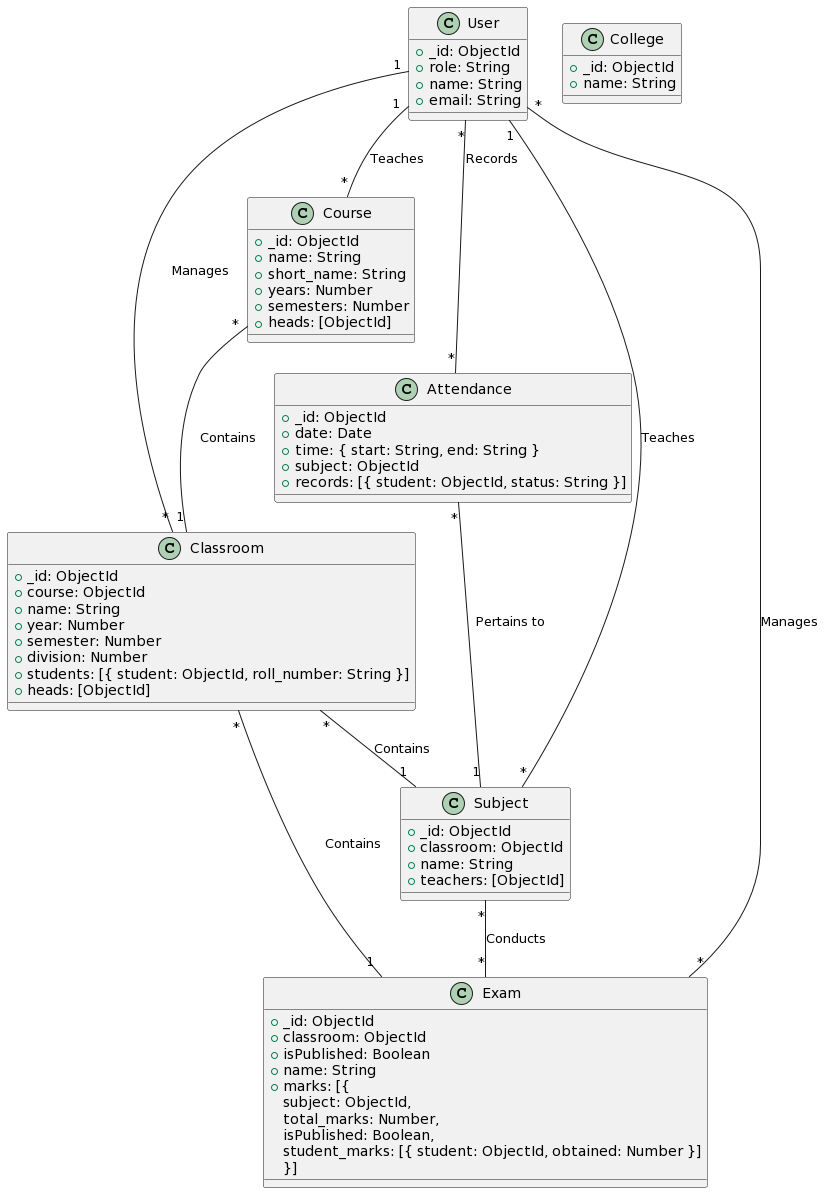 C User
_id: ObjectId
role: String
name: String
email: String
C College
_id: ObjectId
name: String
1
1
*
1
*
Teaches
Records
*
C Course
_id: ObjectId
name: String
short_name: String
years: Number
semesters: Number
heads: [ObjectId]
Manages
*
*
C Attendance
_id: ObjectId
date: Date
time: { start: String, end: String }
subject: ObjectId
records: [{ student: ObjectId, status: String }]
Contains
Teaches
*
1
*
C Classroom
_id: ObjectId
course: ObjectId
name: String
year: Number
semester: Number
division: Number
students: [{ student: ObjectId, roll_number: String }]
heads: [ObjectId]
Pertains to
Manages
*
*
Contains
1
1
*
C Subject
_id: ObjectId
classroom: ObjectId
name: String
teachers: [ObjectId]
Contains
*
Conducts
1
*
*
C Exam
_id: ObjectId
classroom: ObjectId
isPublished: Boolean
name: String
marks: [{
subject: ObjectId,
total_marks: Number,
isPublished: Boolean,
student_marks: [{ student: ObjectId, obtained: Number }]
}]